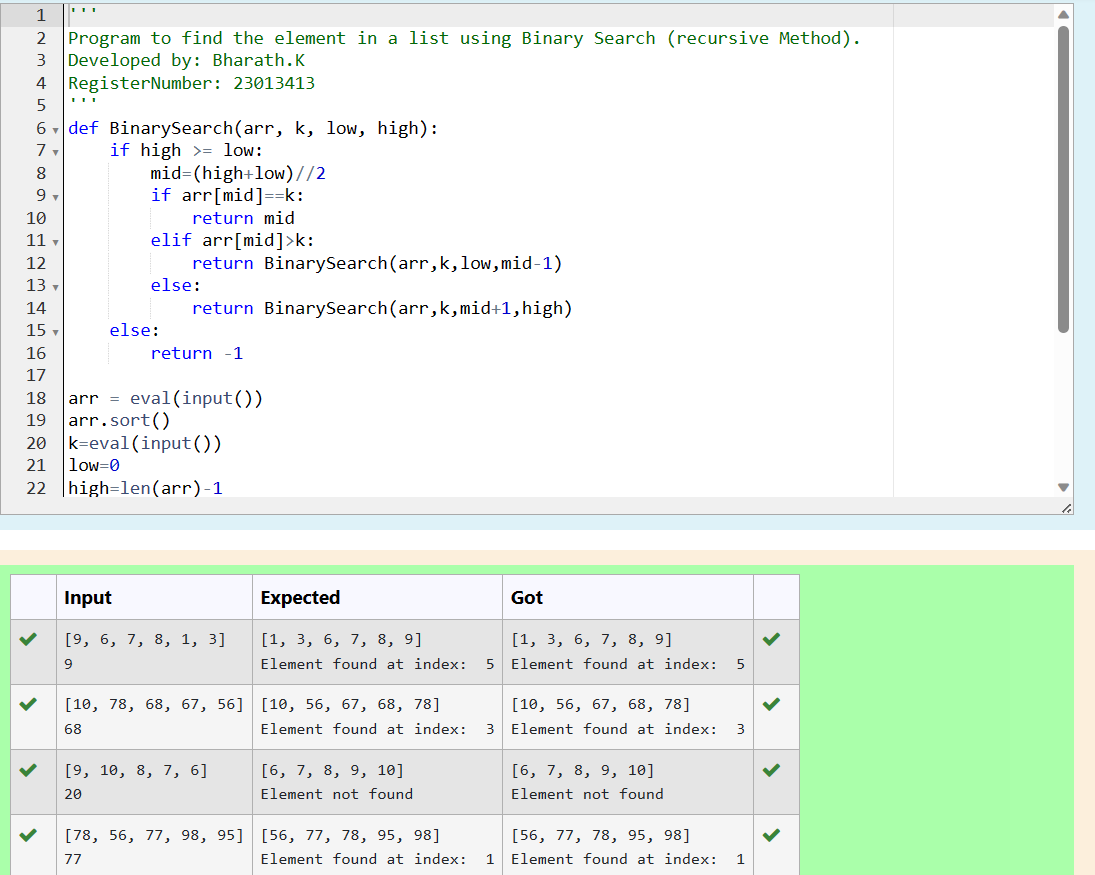 1 '''
2 Program to find the element in a list using Binary Search (recursive Method).
3 Developed by: Bharath.K
4 RegisterNumber: 23013413
5 '''
6 def BinarySearch(arr, k, low, high):
7     if high >= low:
8         mid=(high+low)//2
9         if arr[mid]==k:
10             return mid
11         elif arr[mid]>k:
12             return BinarySearch(arr,k,low,mid-1)
13         else:
14             return BinarySearch(arr,k,mid+1,high)
15     else:
16         return -1
17
18 arr = eval(input())
19 arr.sort()
20 k=eval(input())
21 low=0
22 high=len(arr)-1
Input Expected Got
[9, 6, 7, 8, 1, 3] [1, 3, 6, 7, 8, 9] [1, 3, 6, 7, 8, 9]
9 Element found at index:  5 Element found at index:  5
[10, 78, 68, 67, 56] [10, 56, 67, 68, 78] [10, 56, 67, 68, 78]
68 Element found at index:  3 Element found at index:  3
[9, 10, 8, 7, 6] [6, 7, 8, 9, 10] [6, 7, 8, 9, 10]
20 Element not found Element not found
[78, 56, 77, 98, 95] [56, 77, 78, 95, 98] [56, 77, 78, 95, 98]
77 Element found at index:  1 Element found at index:  1